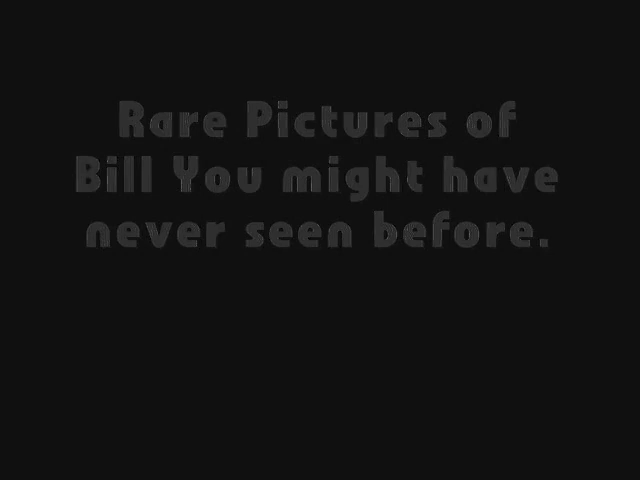 Rare Pictures of
Bill You might have
never seen before.